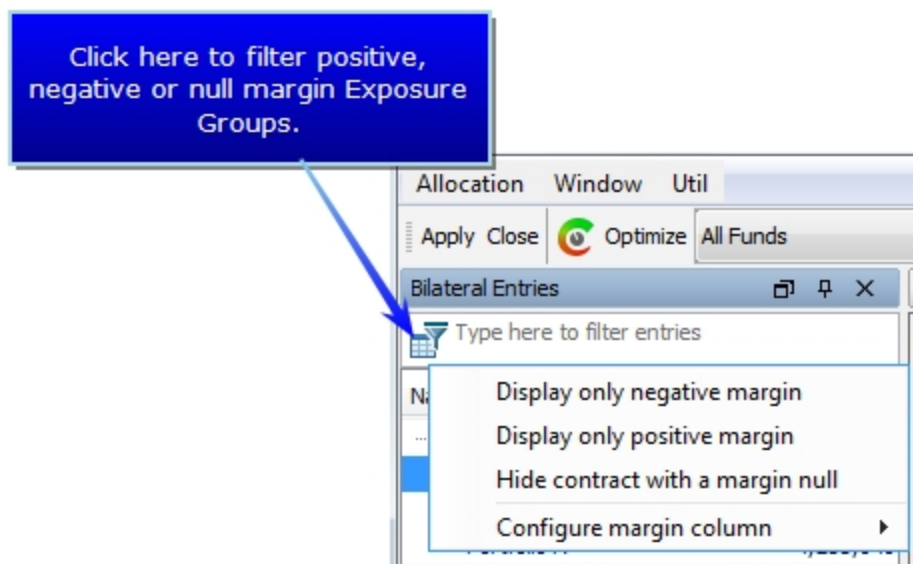 Click here to filter positive,
negative or null margin Exposure
Groups.
Allocation Window Util
Apply Close Optimize All Funds
Bilateral Entries
Type here to filter entries
Display only negative margin
Display only positive margin
Hide contract with a margin null
Configure margin column